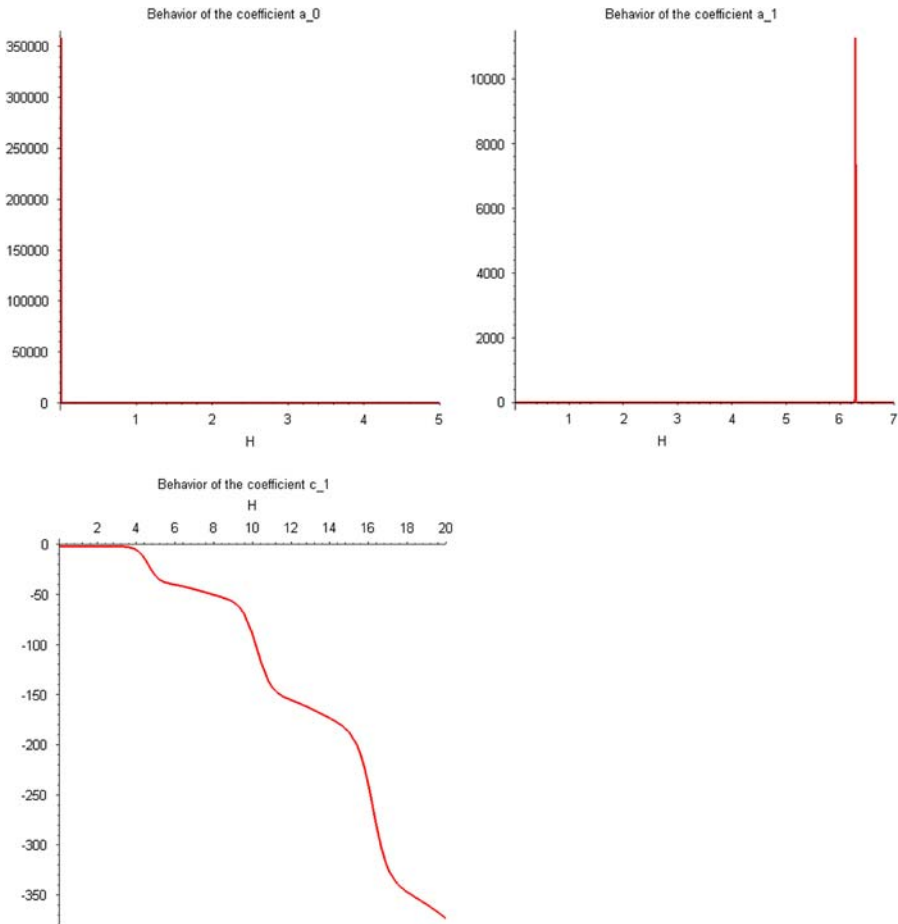 Behavior of the coefficient a_0
350000
300000
250000
200000
150000
100000
50000
0
1 2 3 4 5
H
Behavior of the coefficient a_1
10000
8000
6000
4000
2000
0
1 2 3 4 5 6 7
H
Behavior of the coefficient c_1
H
2 4 6 8 10 12 14 16 18 20
0
-50
-100
-150
-200
-250
-300
-350